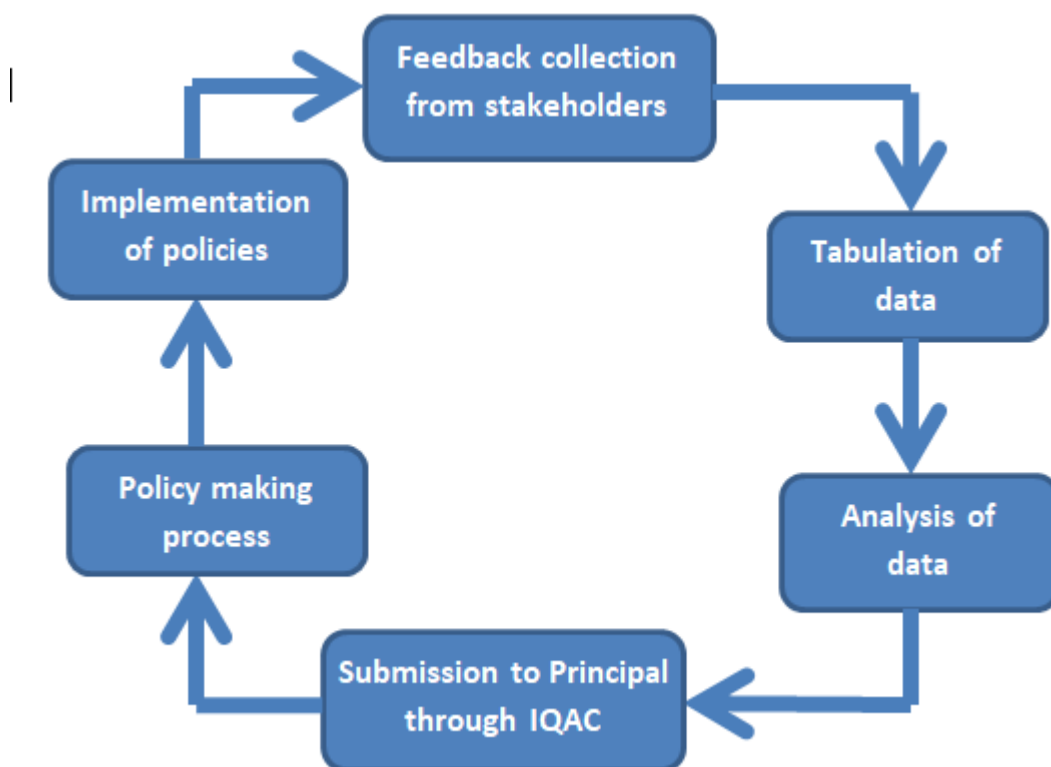 Feedback collection
from stakeholders
Tabulation of
data
Analysis of
data
Submission to Principal
through IQAC
Policy making
process
Implementation
of policies